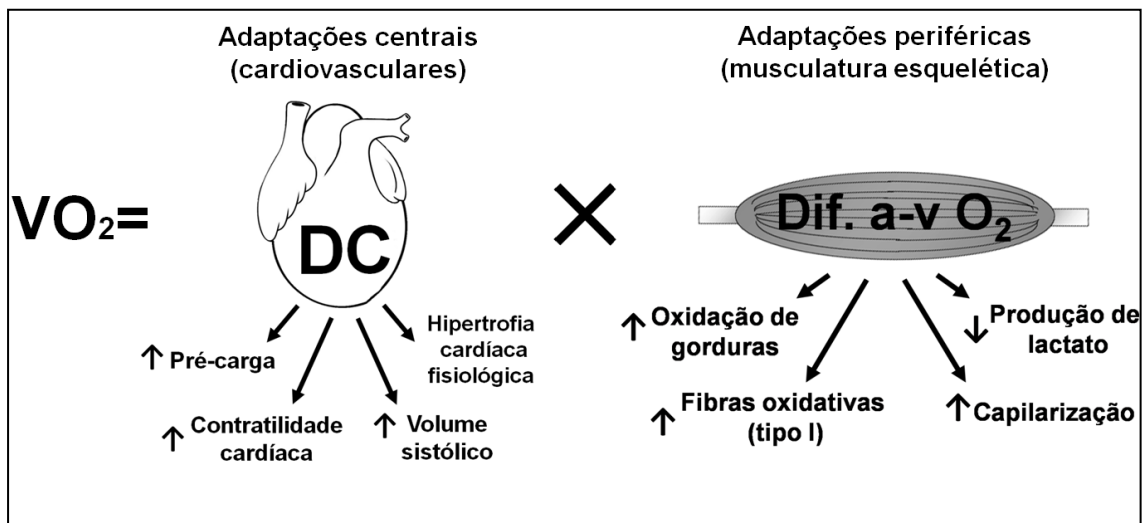 Adaptações centrais
(cardiovasculares)
Adaptações periféricas
(musculatura esquelética)
VO₂=
DC
×
Dif. a-v O₂
↑ Pré-carga
Hipertrofia
cardíaca
fisiológica
↑ Contratilidade
cardíaca
↑ Volume
sistólico
↑ Oxidação de
gorduras
↓ Produção de
lactato
↑ Fibras oxidativas
(tipo I)
↑ Capilarização